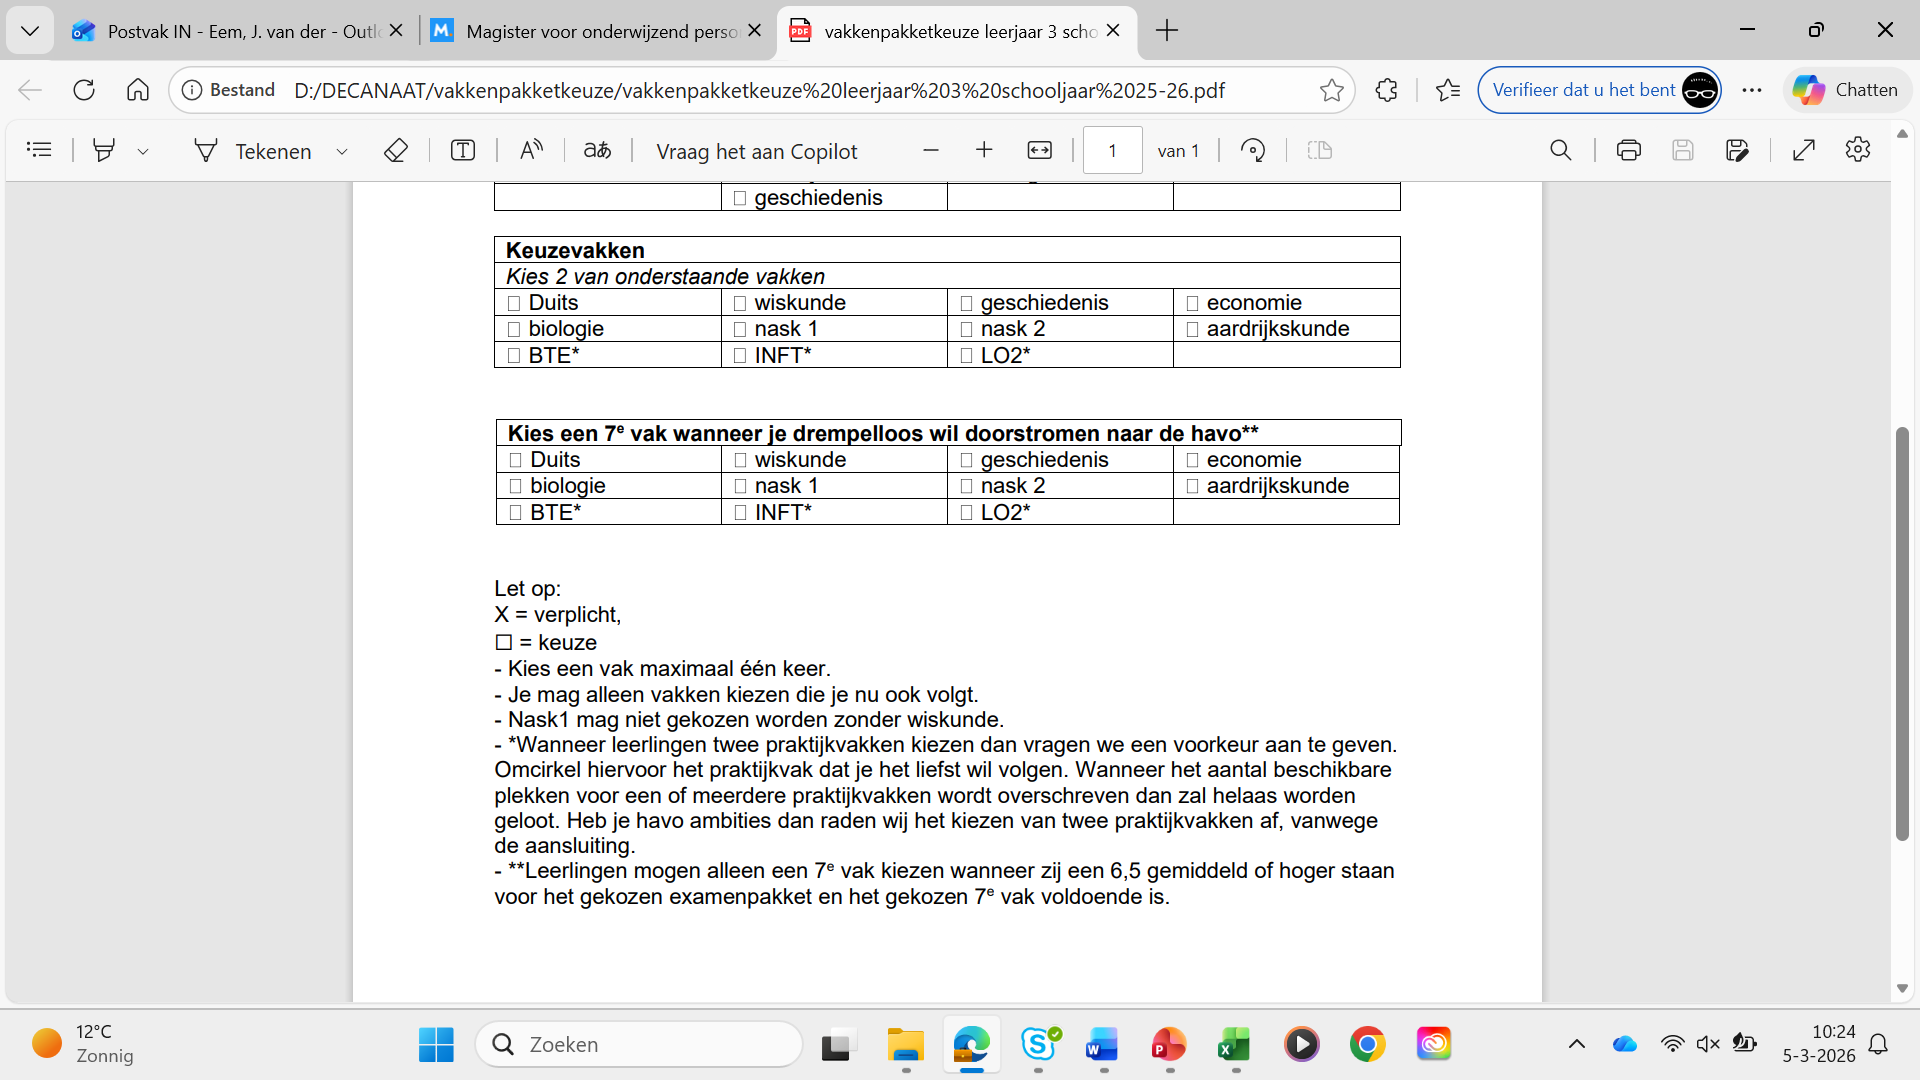 Postvak IN - Eem, J. van der - Outl
Magister voor onderwijzend perso
vakkenpakketkeuze leerjaar 3 scho
Bestand
D:/DECANAAT/vakkenpakketkeuze/vakkenpakketkeuze%20leerjaar%203%20schooljaar%2025-26.pdf
Verifieer dat u het bent
Chatten
Tekenen
Vraag het aan Copilot
1
van 1
☐ geschiedenis
Keuzevakken
Kies 2 van onderstaande vakken
☐ Duits ☐ wiskunde ☐ geschiedenis ☐ economie
☐ biologie ☐ nask 1 ☐ nask 2 ☐ aardrijkskunde
☐ BTE* ☐ INFT* ☐ LO2*
Kies een 7e vak wanneer je drempelloos wil doorstromen naar de havo**
☐ Duits ☐ wiskunde ☐ geschiedenis ☐ economie
☐ biologie ☐ nask 1 ☐ nask 2 ☐ aardrijkskunde
☐ BTE* ☐ INFT* ☐ LO2*
Let op:
X = verplicht,
☐ = keuze
- Kies een vak maximaal één keer.
- Je mag alleen vakken kiezen die je nu ook volgt.
- Nask1 mag niet gekozen worden zonder wiskunde.
- *Wanneer leerlingen twee praktijkvakken kiezen dan vragen we een voorkeur aan te geven.
Omcirkel hiervoor het praktijkvak dat je het liefst wil volgen. Wanneer het aantal beschikbare
plekken voor een of meerdere praktijkvakken wordt overschreven dan zal helaas worden
geloot. Heb je havo ambities dan raden wij het kiezen van twee praktijkvakken af, vanwege
de aansluiting.
- **Leerlingen mogen alleen een 7e vak kiezen wanneer zij een 6,5 gemiddeld of hoger staan
voor het gekozen examenpakket en het gekozen 7e vak voldoende is.
12°C
Zonnig
Zoeken
10:24
5-3-2026